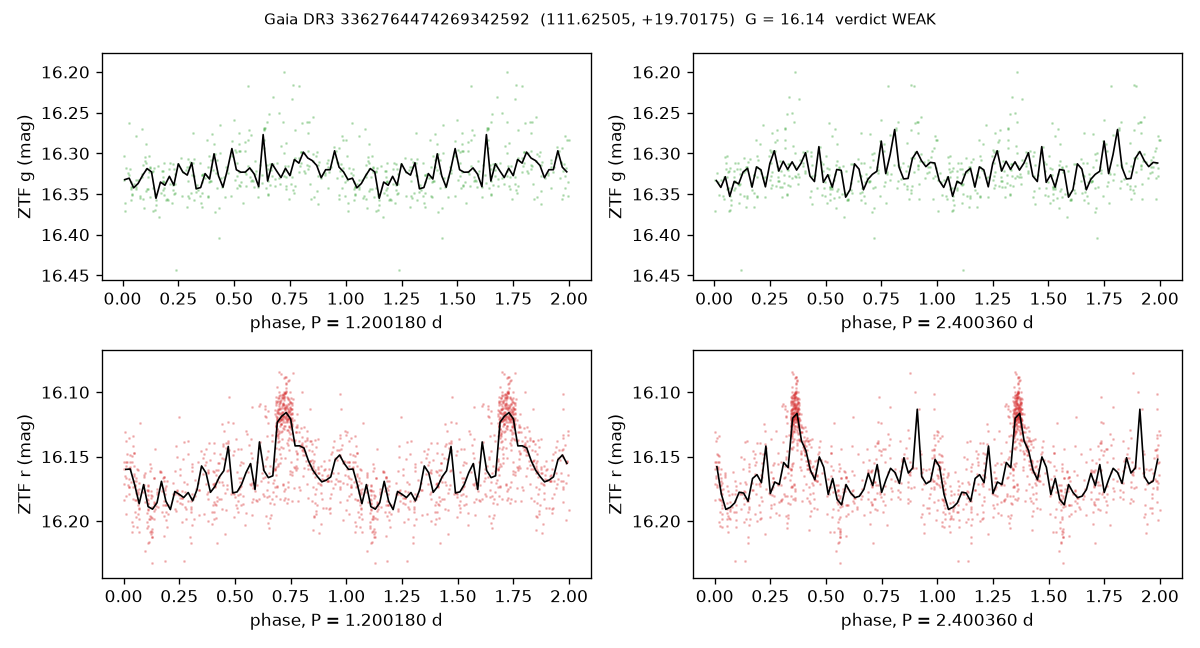 Gaia DR3 3362764474269342592 (111.62505, +19.70175) G = 16.14 verdict WEAK
ZTF g (mag)
16.20
16.25
16.30
16.35
16.40
16.45
0.00 0.25 0.50 0.75 1.00 1.25 1.50 1.75 2.00
phase, P = 1.200180 d
ZTF g (mag)
16.20
16.25
16.30
16.35
16.40
16.45
0.00 0.25 0.50 0.75 1.00 1.25 1.50 1.75 2.00
phase, P = 2.400360 d
ZTF r (mag)
16.10
16.15
16.20
0.00 0.25 0.50 0.75 1.00 1.25 1.50 1.75 2.00
phase, P = 1.200180 d
ZTF r (mag)
16.10
16.15
16.20
0.00 0.25 0.50 0.75 1.00 1.25 1.50 1.75 2.00
phase, P = 2.400360 d